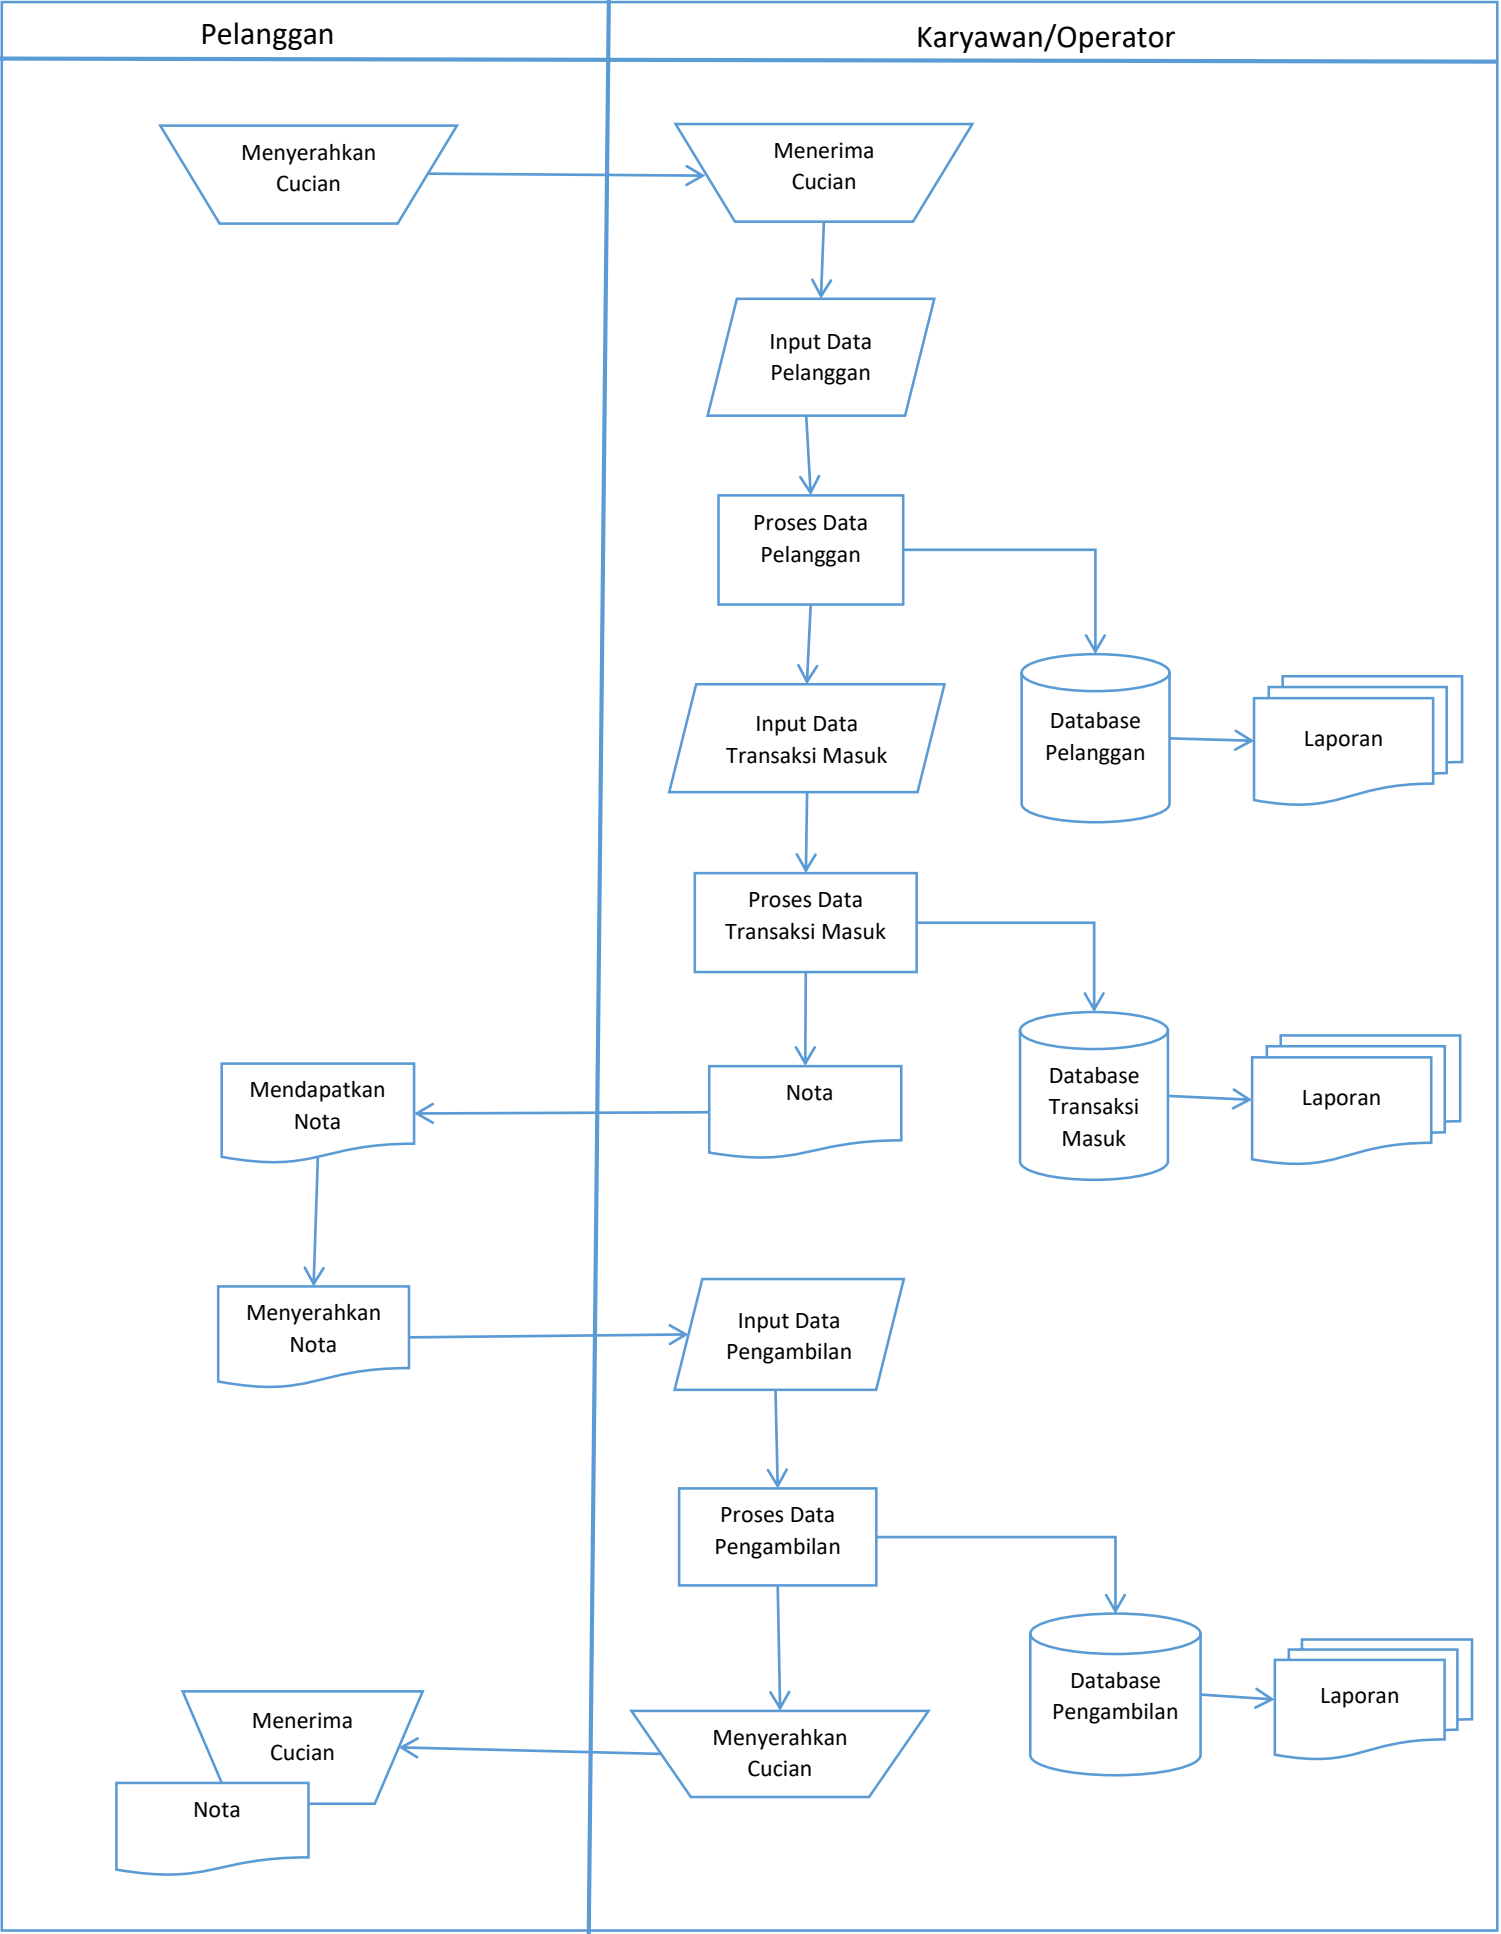 Pelanggan
Karyawan/Operator
Menyerahkan
Cucian
Menerima
Cucian
Input Data
Pelanggan
Proses Data
Pelanggan
Input Data
Transaksi Masuk
Database
Pelanggan
Laporan
Proses Data
Transaksi Masuk
Database
Transaksi
Masuk
Laporan
Nota
Mendapatkan
Nota
Menyerahkan
Nota
Input Data
Pengambilan
Proses Data
Pengambilan
Database
Pengambilan
Laporan
Menyerahkan
Cucian
Menerima
Cucian
Nota